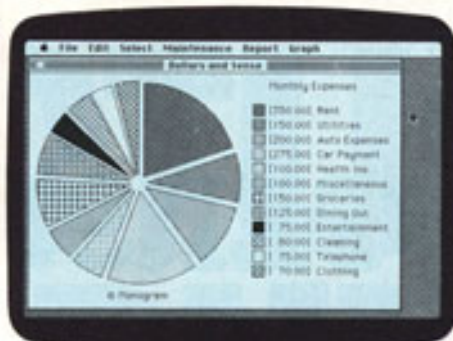 File Edit Select Maintenance Report Graph
Dollars and Sense
Monthly Expenses
[350.00] Rent
[150.00] Utilities
[200.00] Auto Expenses
[275.00] Car Payment
[100.00] Health Ins
[100.00] Miscellaneous
[150.00] Groceries
[125.00] Dining Out
[ 75.00] Entertainment
[ 80.00] Cleaning
[ 75.00] Telephone
[ 70.00] Clothing
© Monogram